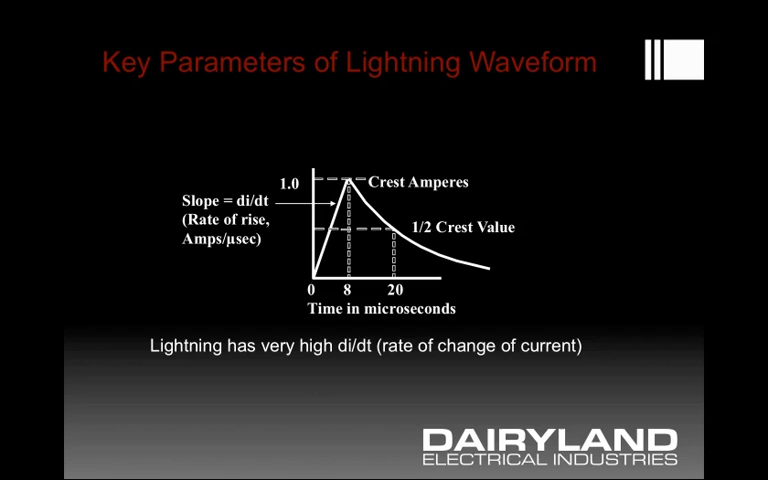 Key Parameters of Lightning Waveform
1.0
Crest Amperes
Slope = di/dt
(Rate of rise,
Amps/µsec)
1/2 Crest Value
0 8 20
Time in microseconds
Lightning has very high di/dt (rate of change of current)
DAIRYLAND
ELECTRICAL INDUSTRIES